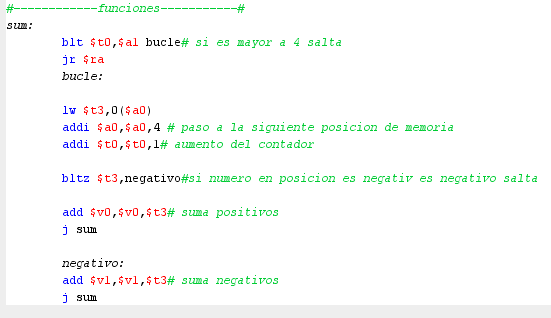 #------------funciones-----------#
sum:
blt $t0,$a1 bucle# si es mayor a 4 salta
jr $ra
bucle:
lw $t3,0($a0)
addi $a0,$a0,4 # paso a la siguiente posicion de memoria
addi $t0,$t0,1# aumento del contador
bltz $t3,negativo#si numero en posicion es negativ es negativo salta
add $v0,$v0,$t3# suma positivos
j sum
negativo:
add $v1,$v1,$t3# suma negativos
j sum